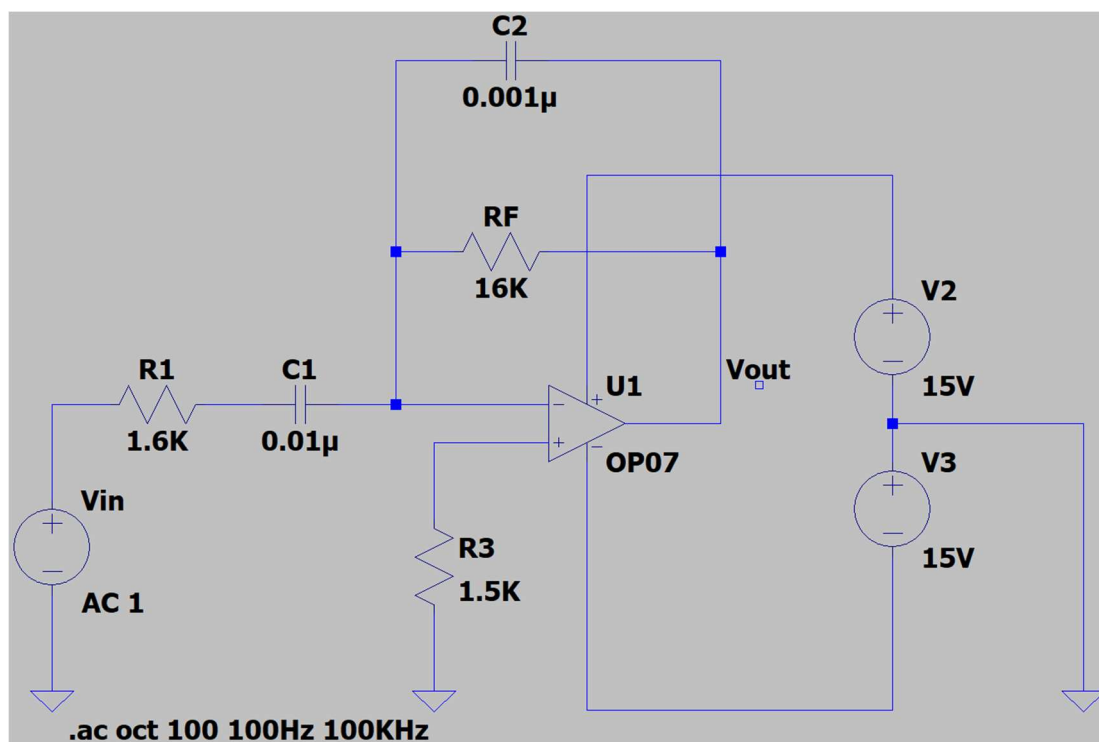 C2
0.001µ
RF
16K
V2
15V
R1
1.6K
C1
0.01µ
U1
OP07
Vout
V3
15V
Vin
AC 1
R3
1.5K
.ac oct 100 100Hz 100KHz